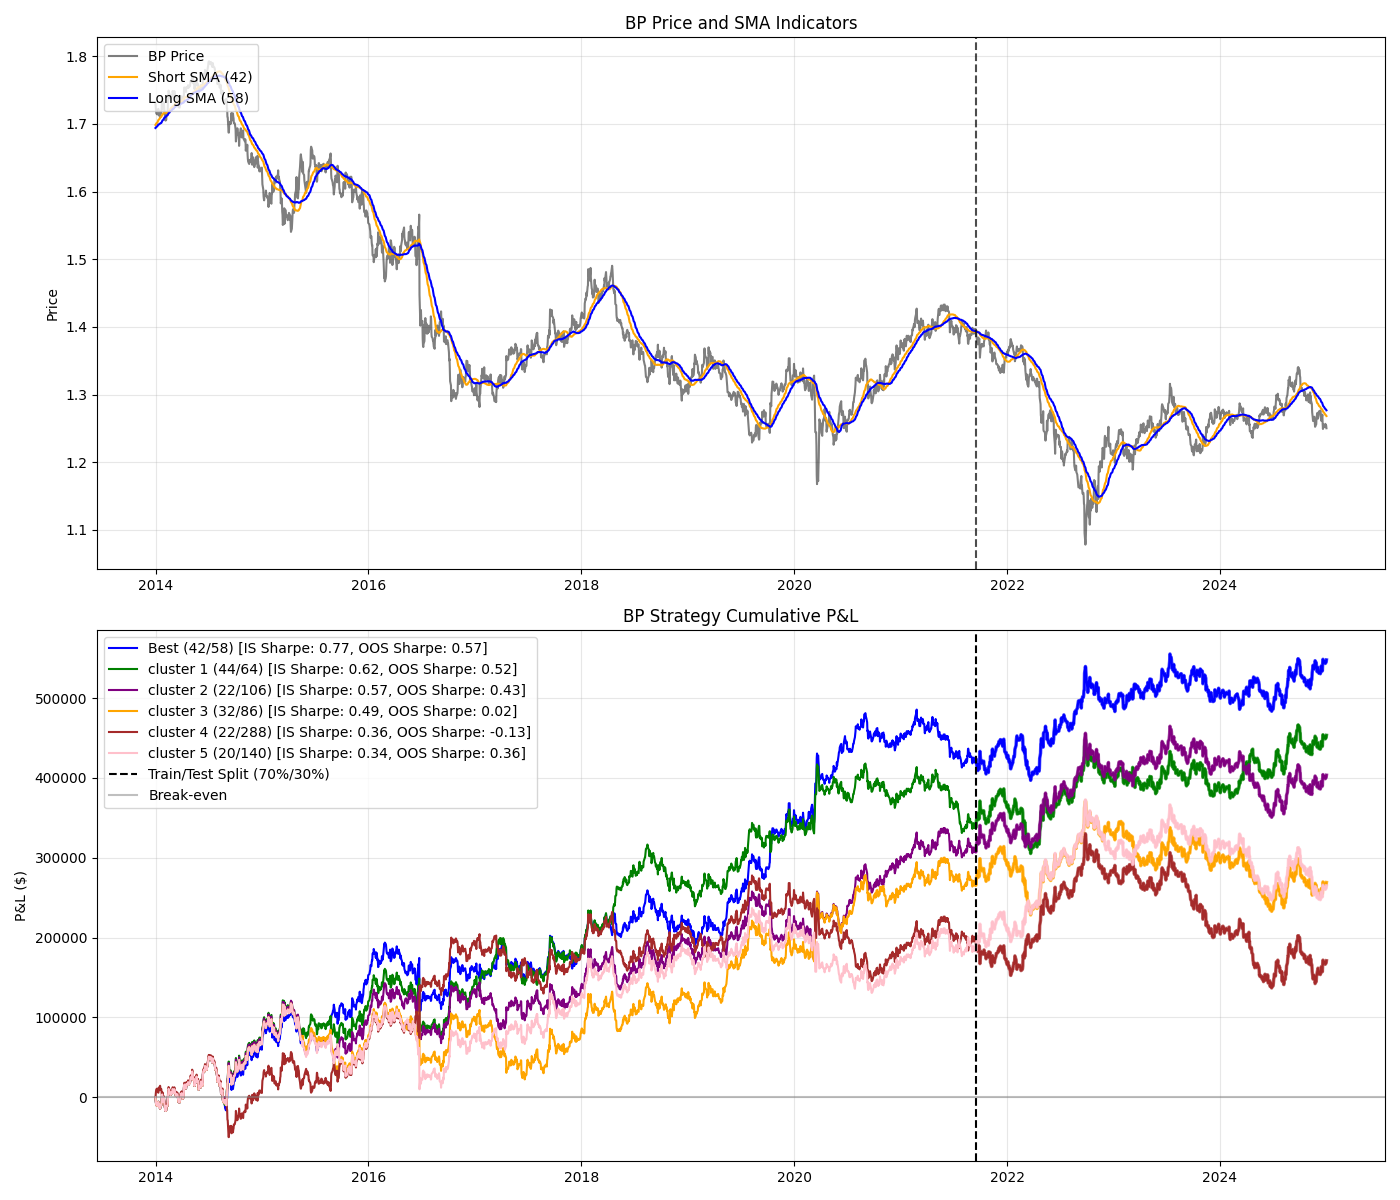 BP Price and SMA Indicators
BP Price
Short SMA (42)
Long SMA (58)
Price
1.8
1.7
1.6
1.5
1.4
1.3
1.2
1.1
2014 2016 2018 2020 2022 2024
BP Strategy Cumulative P&L
Best (42/58) [IS Sharpe: 0.77, OOS Sharpe: 0.57]
cluster 1 (44/64) [IS Sharpe: 0.62, OOS Sharpe: 0.52]
cluster 2 (22/106) [IS Sharpe: 0.57, OOS Sharpe: 0.43]
cluster 3 (32/86) [IS Sharpe: 0.49, OOS Sharpe: 0.02]
cluster 4 (22/288) [IS Sharpe: 0.36, OOS Sharpe: -0.13]
cluster 5 (20/140) [IS Sharpe: 0.34, OOS Sharpe: 0.36]
Train/Test Split (70%/30%)
Break-even
P&L ($)
500000
400000
300000
200000
100000
0
2014 2016 2018 2020 2022 2024